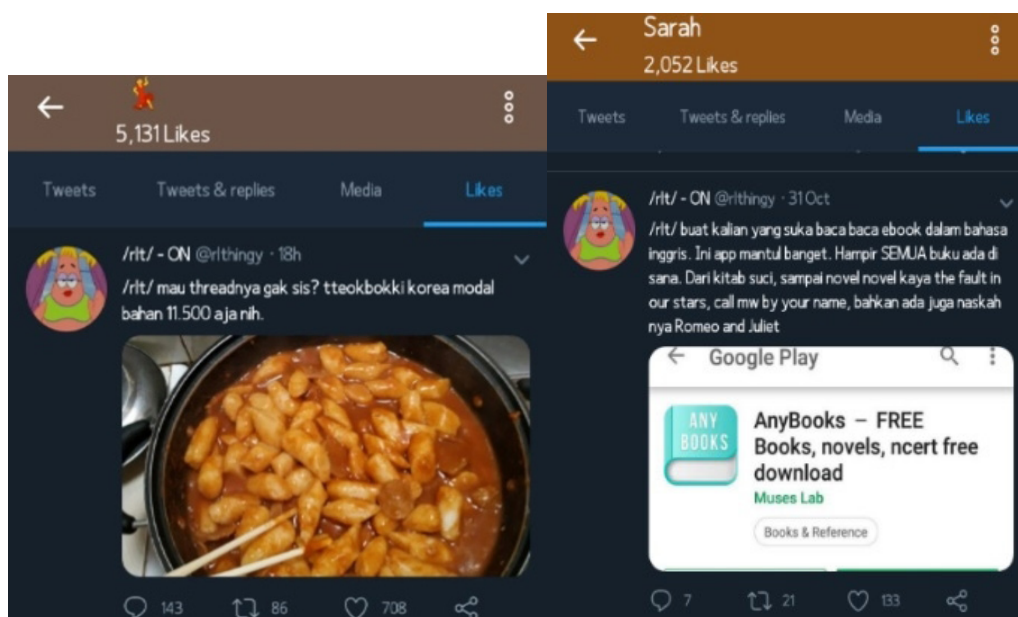 5,131 Likes
Tweets Tweets & replies Media Likes
/rlt/ - ON @rlthingy · 18h
/rlt/ mau threadnya gak sis? tteokbokki korea modal
bahan 11.500 aja nih.
143 86 708
Sarah
2,052 Likes
Tweets Tweets & replies Media Likes
/rlt/ - ON @rlthingy · 31 Oct
/rlt/ buat kalian yang suka baca baca ebook dalam bahasa
inggris. Ini app mantul banget. Hampir SEMUA buku ada di
sana. Dari kitab suci, sampai novel novel kaya the fault in
our stars, call mw by your name, bahkan ada juga naskah
nya Romeo and Juliet
Google Play
ANY
BOOKS
AnyBooks – FREE
Books, novels, ncert free
download
Muses Lab
Books & Reference
7 21 133